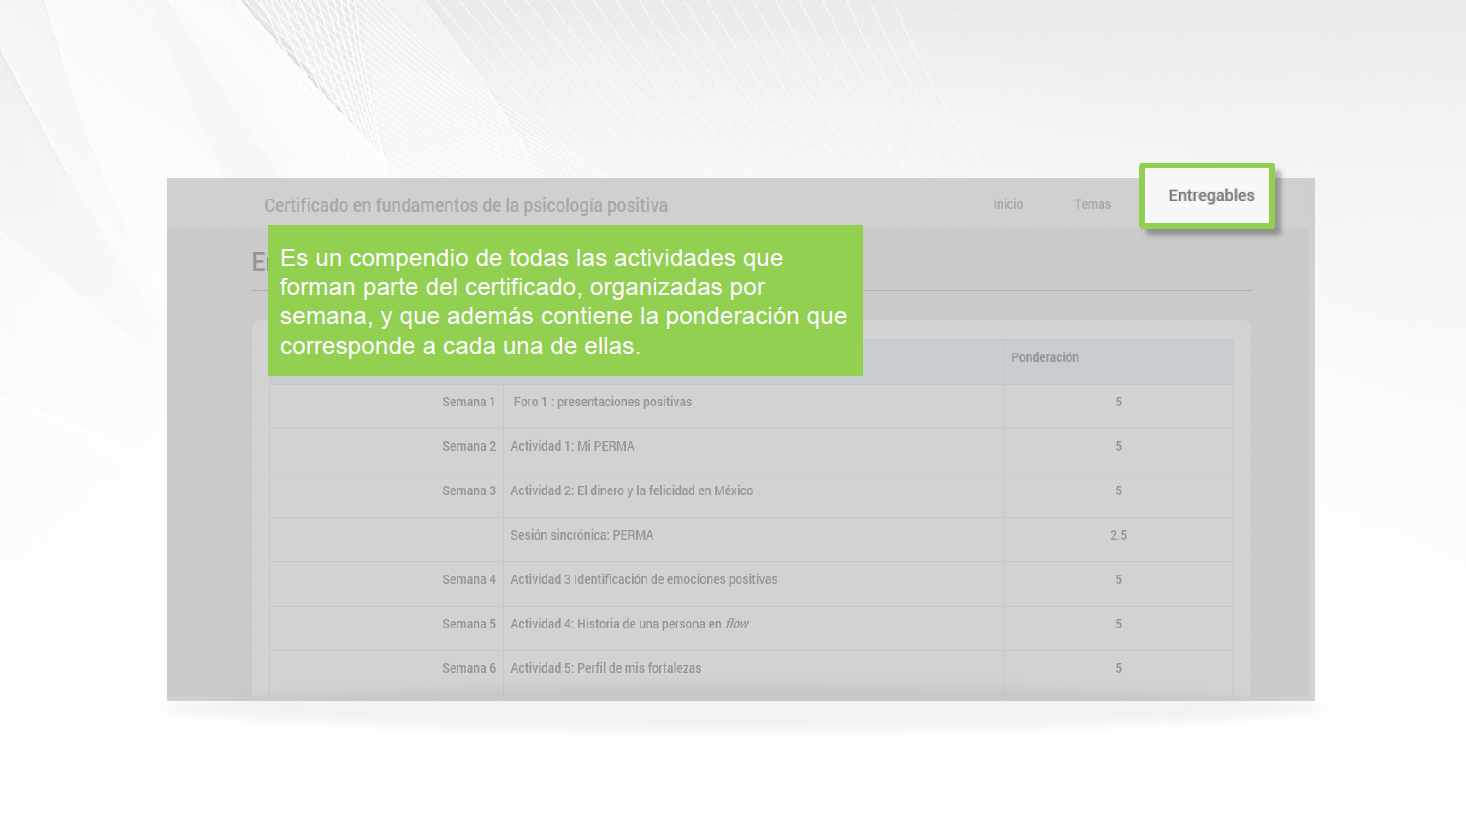 Certificado en fundamentos de la psicología positiva
Inicio
Temas
Entregables
Es un compendio de todas las actividades que
forman parte del certificado, organizadas por
semana, y que además contiene la ponderación que
corresponde a cada una de ellas.
Ponderación
Semana 1 Foro 1 : presentaciones positivas 5
Semana 2 Actividad 1: Mi PERMA 5
Semana 3 Actividad 2: El dinero y la felicidad en México 5
Sesión sincrónica: PERMA 2.5
Semana 4 Actividad 3 Identificación de emociones positivas 5
Semana 5 Actividad 4: Historia de una persona en flow 5
Semana 6 Actividad 5: Perfil de mis fortalezas 5